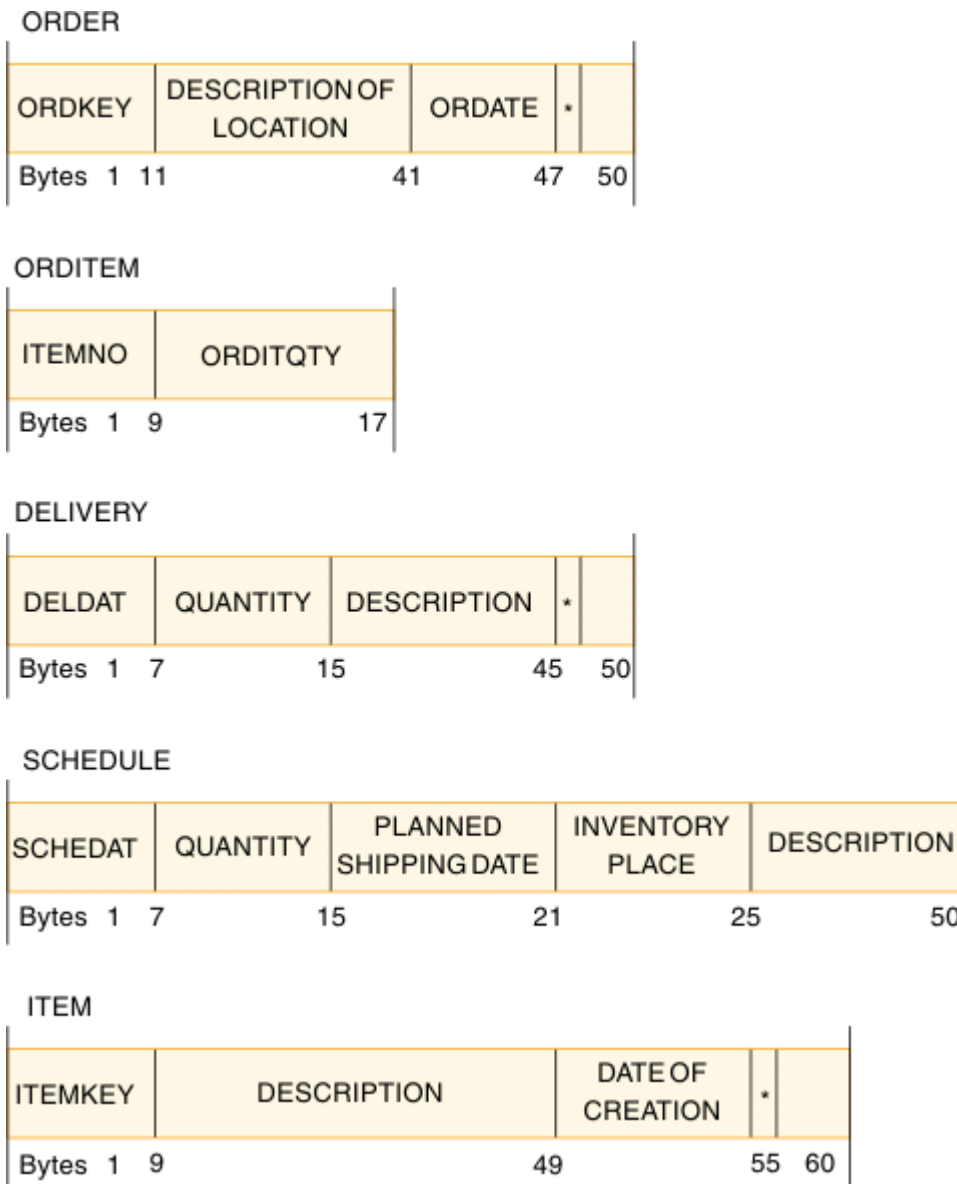 ORDER
ORDKEY DESCRIPTION OF LOCATION ORDATE *
Bytes 1 11 41 47 50
ORDITEM
ITEMNO ORDITQTY
Bytes 1 9 17
DELIVERY
DELDAT QUANTITY DESCRIPTION *
Bytes 1 7 15 45 50
SCHEDULE
SCHEDAT QUANTITY PLANNED SHIPPING DATE INVENTORY PLACE DESCRIPTION
Bytes 1 7 15 21 25 50
ITEM
ITEMKEY DESCRIPTION DATE OF CREATION *
Bytes 1 9 49 55 60